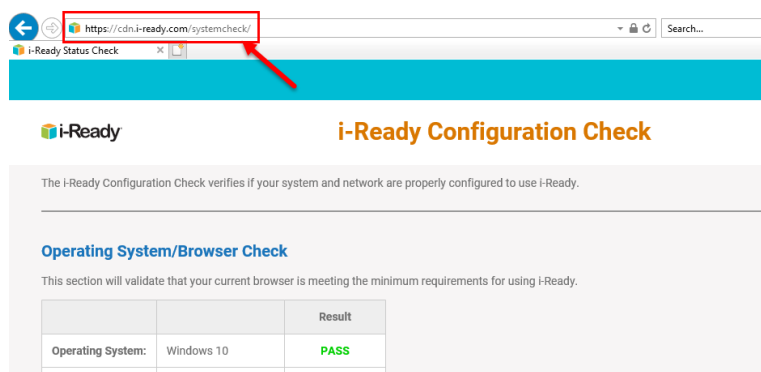 https://cdn.i-ready.com/systemcheck/
Search...
i-Ready Status Check
i-Ready
i-Ready Configuration Check
The i-Ready Configuration Check verifies if your system and network are properly configured to use i-Ready.
Operating System/Browser Check
This section will validate that your current browser is meeting the minimum requirements for using i-Ready.
Result
Operating System: Windows 10 PASS